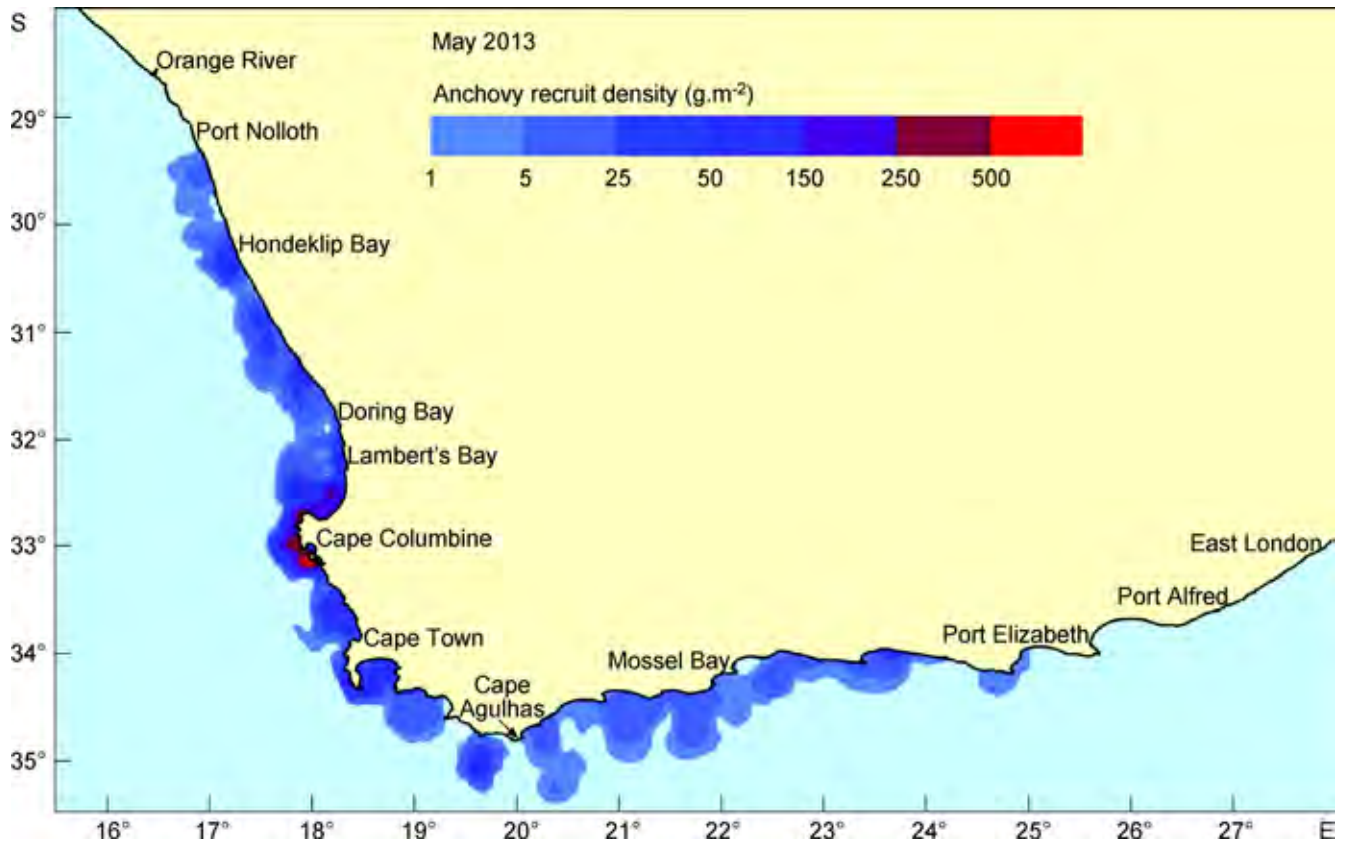 S
May 2013
Orange River
Anchovy recruit density (g.m-2)
29°
Port Nolloth
1 5 25 50 150 250 500
30°
Hondeklip Bay
31°
Doring Bay
32°
Lambert's Bay
Cape Columbine
33°
East London
Port Alfred
Cape Town
Port Elizabeth
34°
Mossel Bay
Cape
Agulhas
35°
16° 17° 18° 19° 20° 21° 22° 23° 24° 25° 26° 27° E